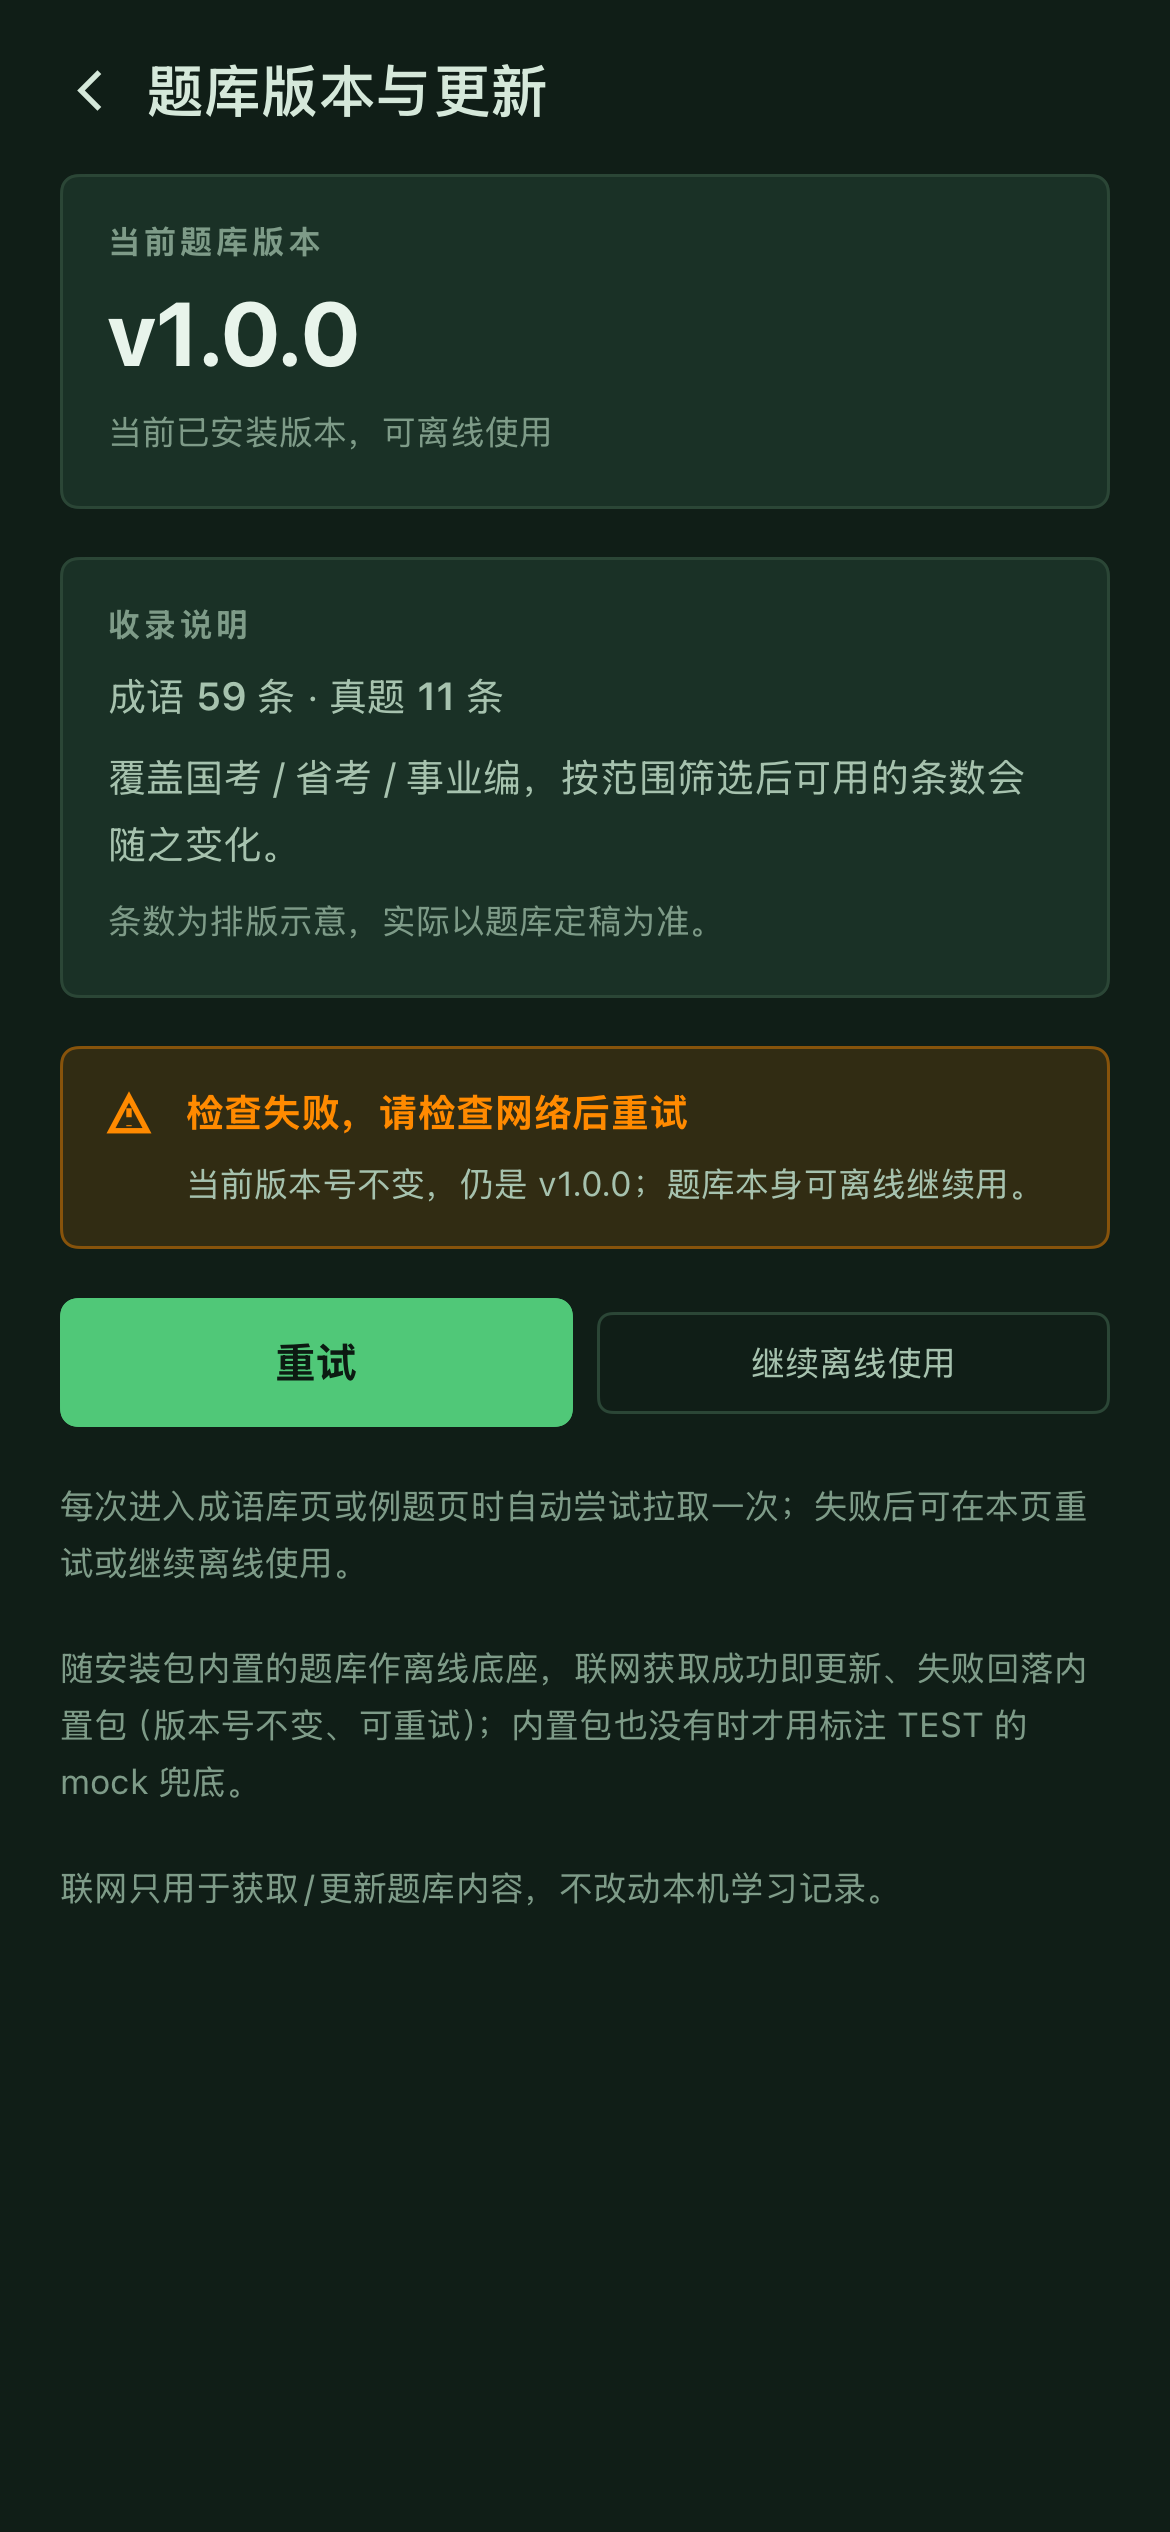 题库版本与更新
当前题库版本
v1.0.0
当前已安装版本，可离线使用
收录说明
成语 59 条 · 真题 11 条
覆盖国考 / 省考 / 事业编，按范围筛选后可用的条数会
随之变化。
条数为排版示意，实际以题库定稿为准。
检查失败，请检查网络后重试
当前版本号不变，仍是 v1.0.0；题库本身可离线继续用。
重试
继续离线使用
每次进入成语库页或例题页时自动尝试拉取一次；失败后可在本页重
试或继续离线使用。
随安装包内置的题库作离线底座，联网获取成功即更新、失败回落内
置包（版本号不变、可重试）；内置包也没有时才用标注 TEST 的
mock 兜底。
联网只用于获取/更新题库内容，不改动本机学习记录。